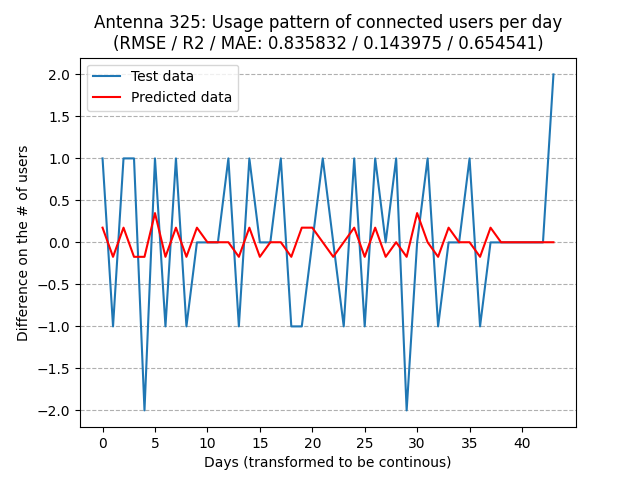 Antenna 325: Usage pattern of connected users per day
(RMSE / R2 / MAE: 0.835832 / 0.143975 / 0.654541)
Test data
Predicted data
Difference on the # of users
2.0
1.5
1.0
0.5
0.0
−0.5
−1.0
−1.5
−2.0
0 5 10 15 20 25 30 35 40
Days (transformed to be continous)